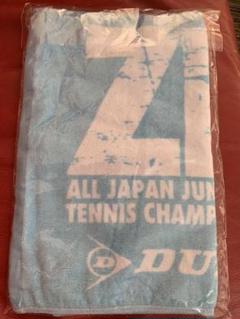 ALL JAPAN JUN
TENNIS CHAMP
DU